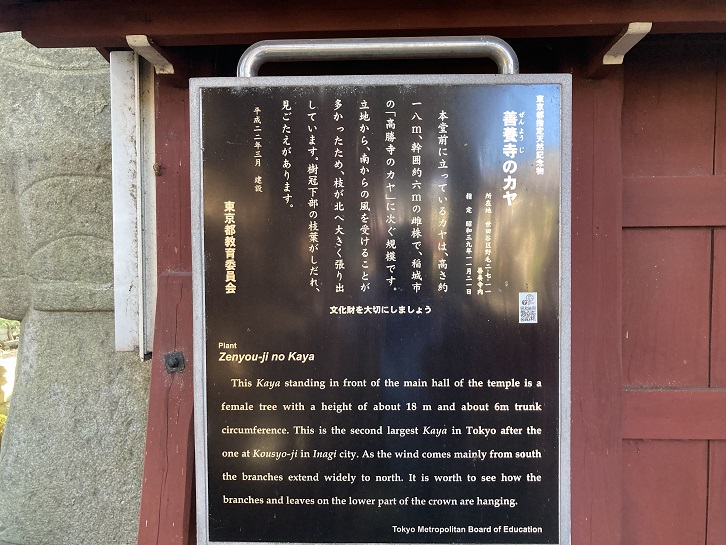 東京都指定天然記念物
ぜんようじ
善養寺のカヤ
所在地 世田谷区野毛二-七-一一
善養寺内
指定 昭和三九年一一月二一日
本堂前に立っているカヤは、高さ約
一八m、幹囲約六mの雌株で、稲城市
の「高勝寺のカヤ」に次ぐ規模です。
立地から、南からの風を受けることが
多かったため、枝が北へ大きく張り出
しています。樹冠下部の枝葉がしだれ、
見ごたえがあります。
平成二二年三月 建設
東京都教育委員会
文化財を大切にしましょう
Plant
Zenyou-ji no Kaya
This Kaya standing in front of the main hall of the temple is a
female tree with a height of about 18 m and about 6m trunk
circumference. This is the second largest Kaya in Tokyo after the
one at Kousyo-ji in Inagi city. As the wind comes mainly from south
the branches extend widely to north. It is worth to see how the
branches and leaves on the lower part of the crown are hanging.
Tokyo Metropolitan Board of Education